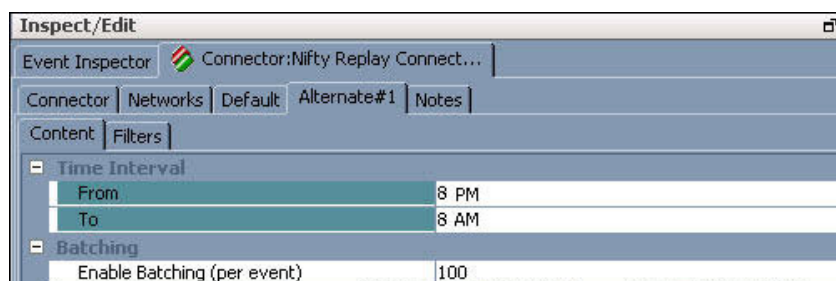 Inspect/Edit
Event Inspector Connector:Nifty Replay Connect...
Connector Networks Default Alternate#1 Notes
Content Filters
Time Interval
From 8 PM
To 8 AM
Batching
Enable Batching (per event) 100